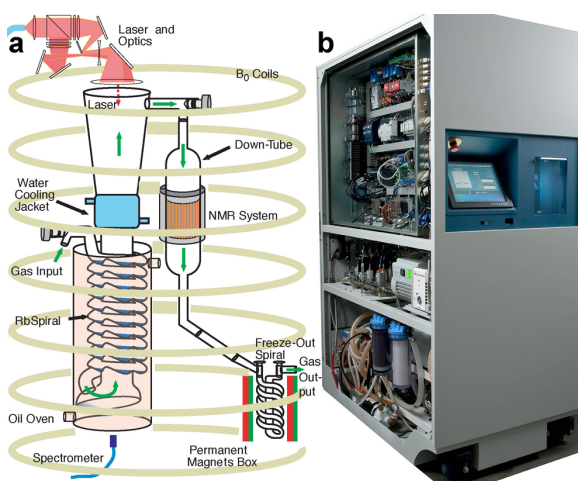 a
Laser and
Optics
B0 Coils
Laser
Down-Tube
Water
Cooling
Jacket
NMR System
Gas Input
RbSpiral
Freeze-Out
Spiral
Gas
Out-
put
Oil Oven
Permanent
Magnets Box
Spectrometer
b